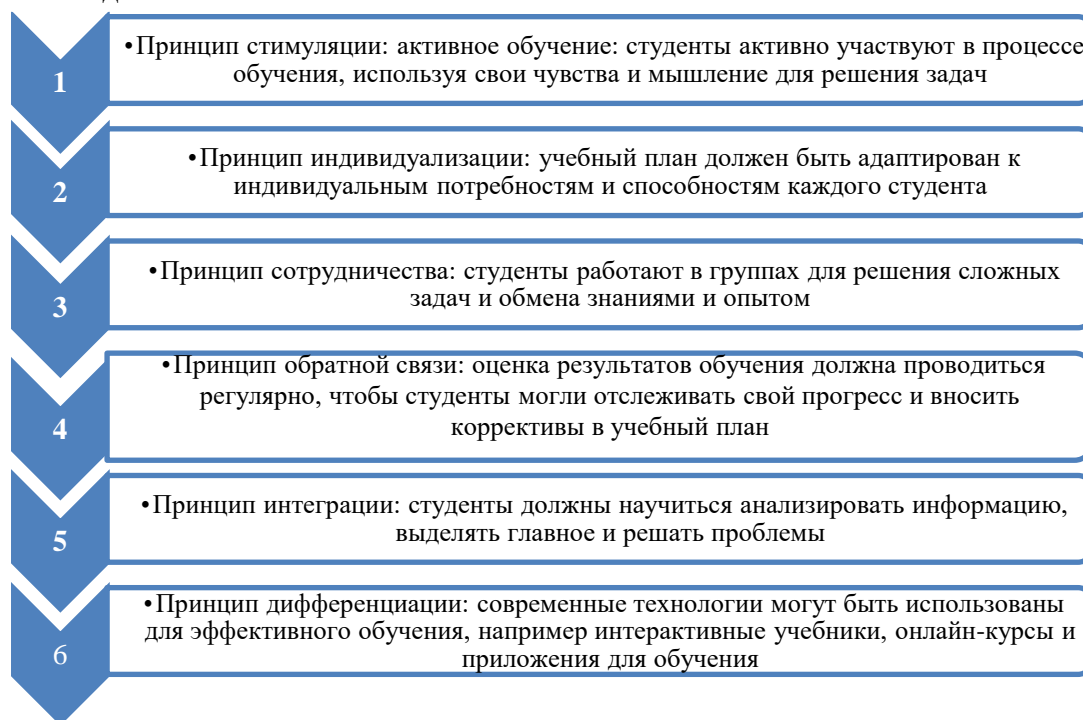 1
•Принцип стимуляции: активное обучение: студенты активно участвуют в процессе
обучения, используя свои чувства и мышление для решения задач
2
•Принцип индивидуализации: учебный план должен быть адаптирован к
индивидуальным потребностям и способностям каждого студента
3
•Принцип сотрудничества: студенты работают в группах для решения сложных
задач и обмена знаниями и опытом
4
•Принцип обратной связи: оценка результатов обучения должна проводиться
регулярно, чтобы студенты могли отслеживать свой прогресс и вносить
коррективы в учебный план
5
•Принцип интеграции: студенты должны научиться анализировать информацию,
выделять главное и решать проблемы
6
•Принцип дифференциации: современные технологии могут быть использованы
для эффективного обучения, например интерактивные учебники, онлайн-курсы и
приложения для обучения